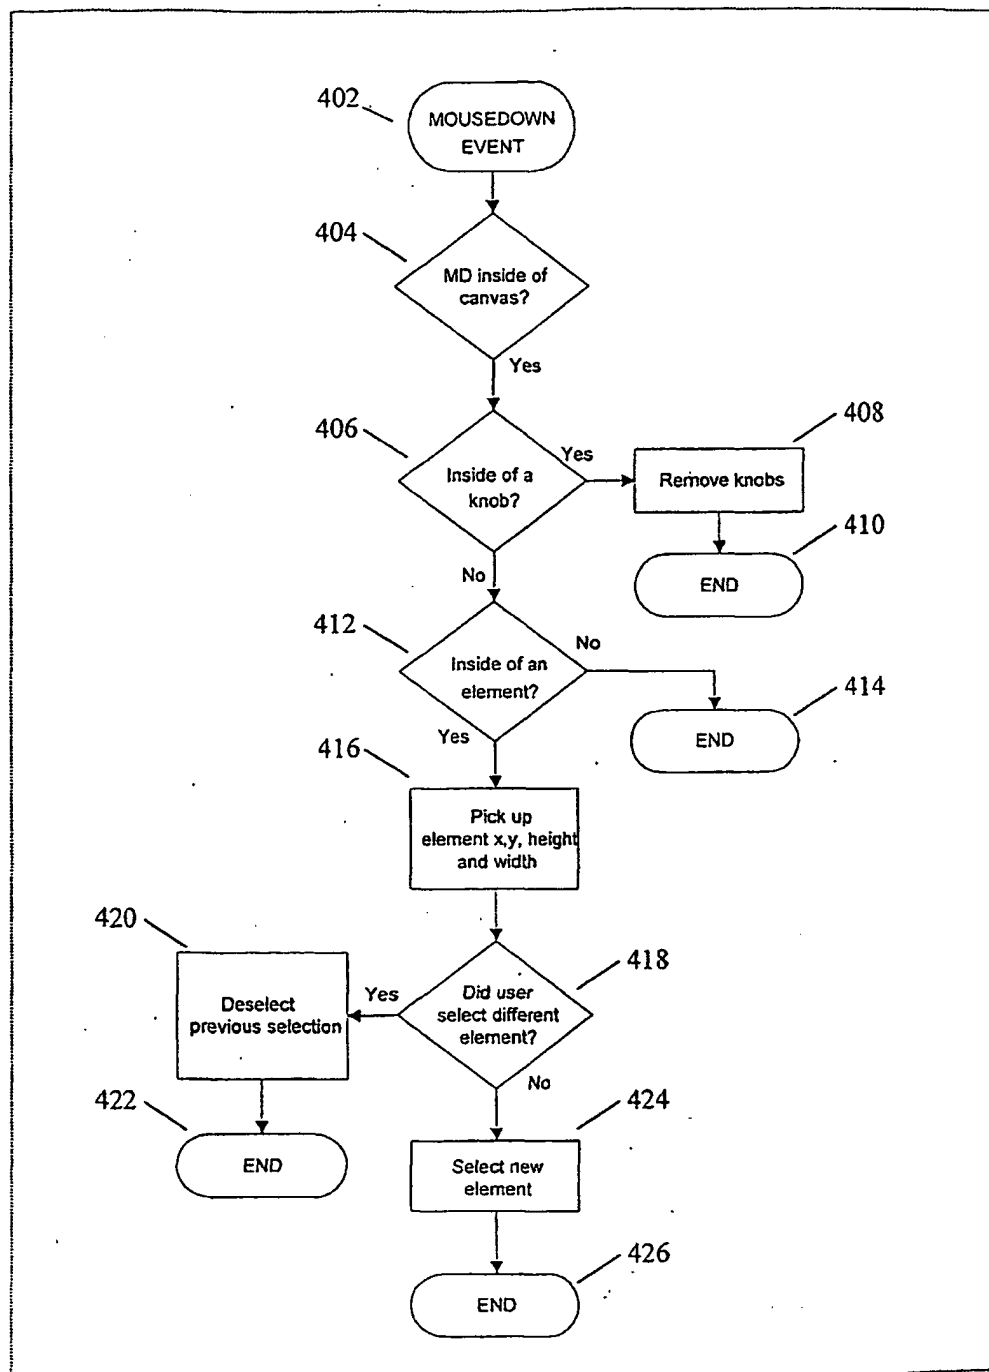 402
MOUSEDOWN
EVENT
404
MD inside of
canvas?
Yes
406
Inside of a
knob?
Yes
408
Remove knobs
410
END
No
412
Inside of an
element?
No
414
END
Yes
416
Pick up
element x,y, height
and width
418
Did user
select different
element?
Yes
420
Deselect
previous selection
422
END
No
424
Select new
element
426
END